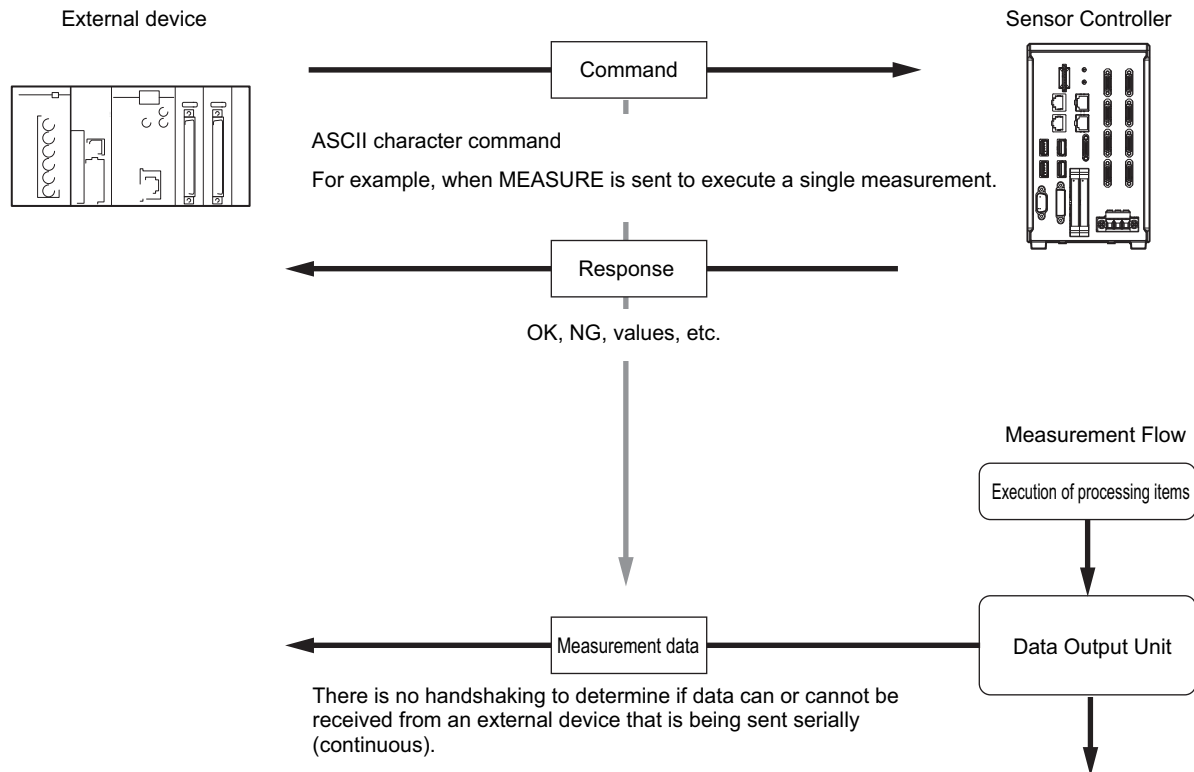 External device
Sensor Controller
Command
ASCII character command
For example, when MEASURE is sent to execute a single measurement.
Response
OK, NG, values, etc.
Measurement Flow
Execution of processing items
Measurement data
Data Output Unit
There is no handshaking to determine if data can or cannot be
received from an external device that is being sent serially
(continuous).